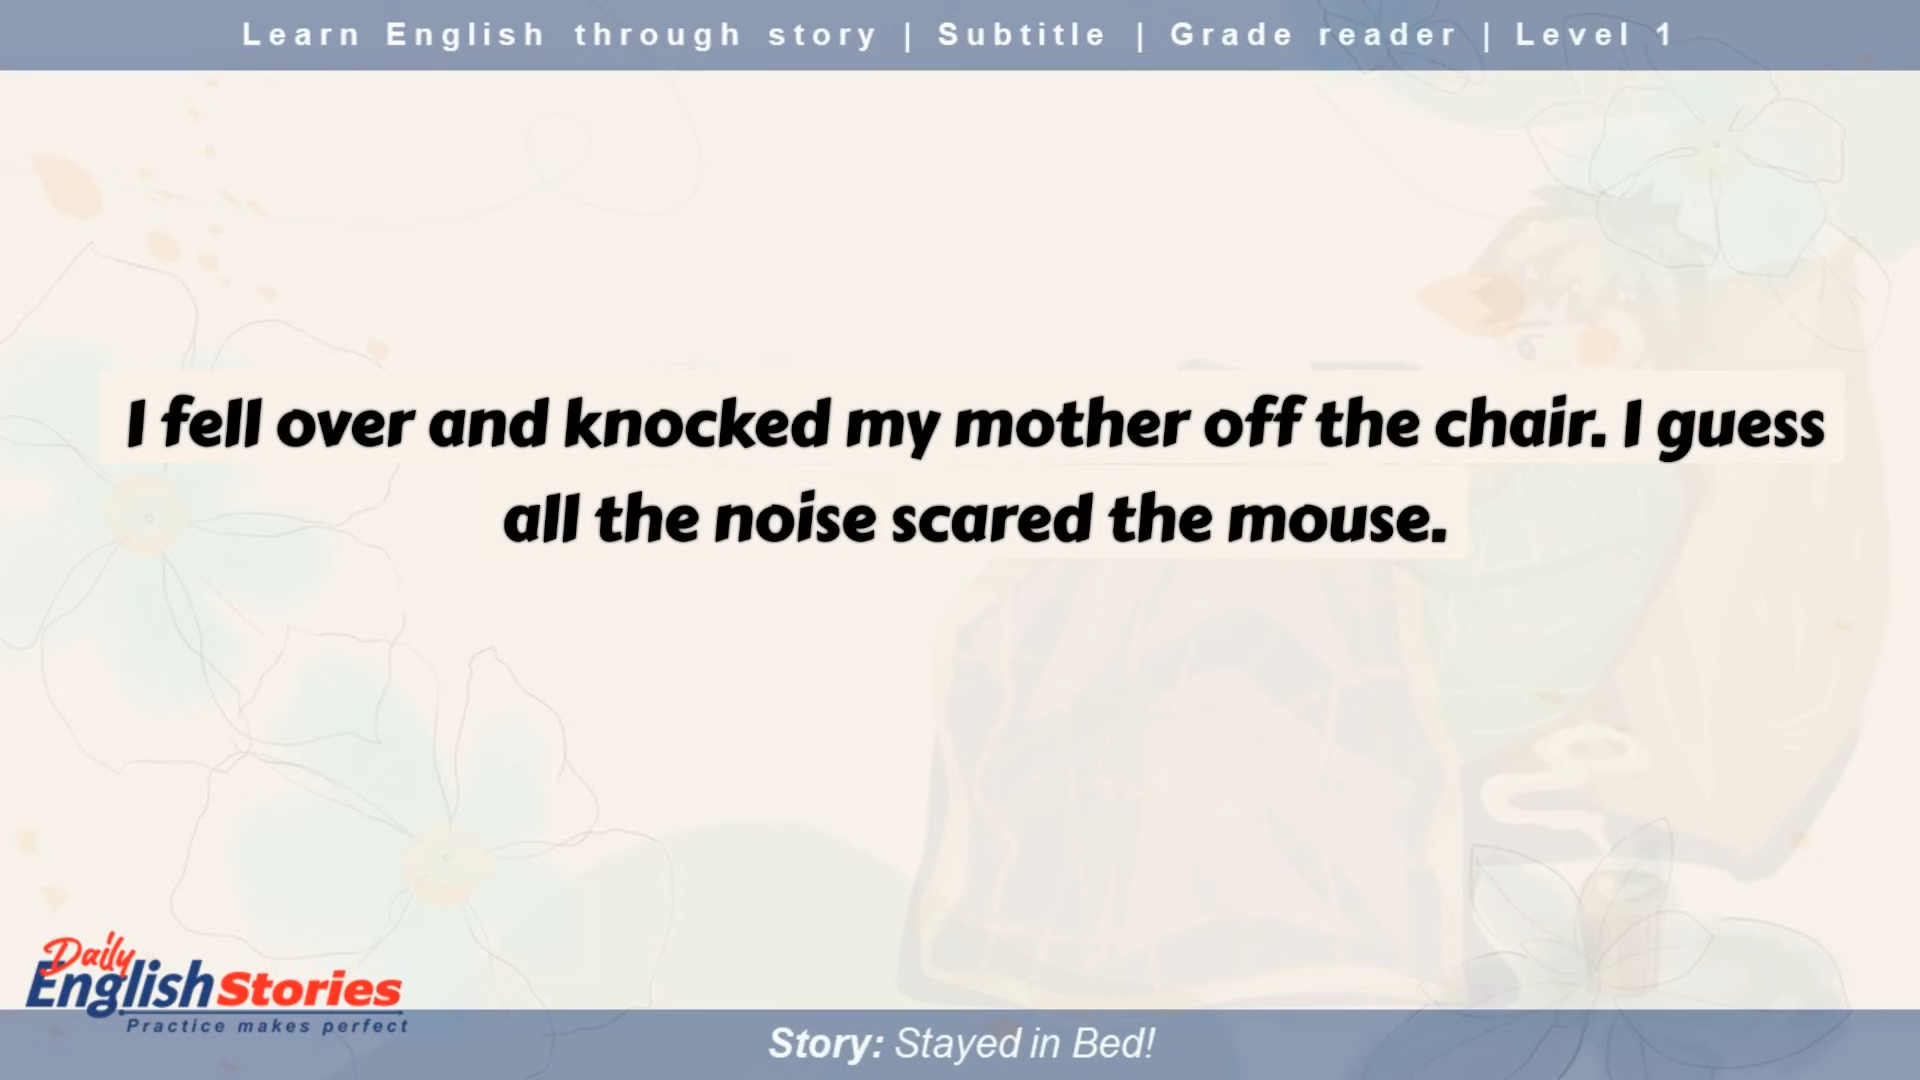 Learn English through story | Subtitle | Grade reader | Level 1
I fell over and knocked my mother off the chair. I guess
all the noise scared the mouse.
Daily
English Stories
Practice makes perfect
Story: Stayed in Bed!